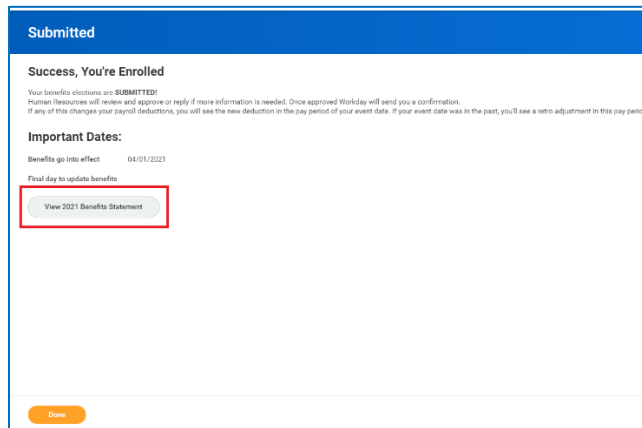 Submitted
Success, You're Enrolled
Your benefits elections are SUBMITTED!
Human Resources will review and approve or reply if more information is needed. Once approved Workday will send you a confirmation.
If any of this changes your payroll deductions, you will see the new deduction in the pay period of your event date. If your event date was in the past, you'll see a retro adjustment in this pay peri
Important Dates:
Benefits go into effect 04/01/2021
Final day to update benefits
View 2021 Benefits Statement
Done